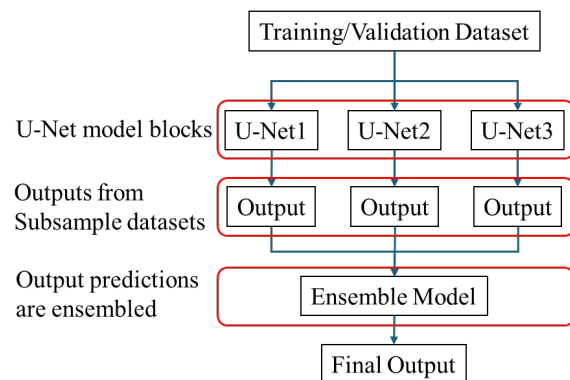 Training/Validation Dataset
U-Net model blocks
U-Net1
U-Net2
U-Net3
Outputs from
Subsample datasets
Output
Output
Output
Output predictions
are ensembled
Ensemble Model
Final Output